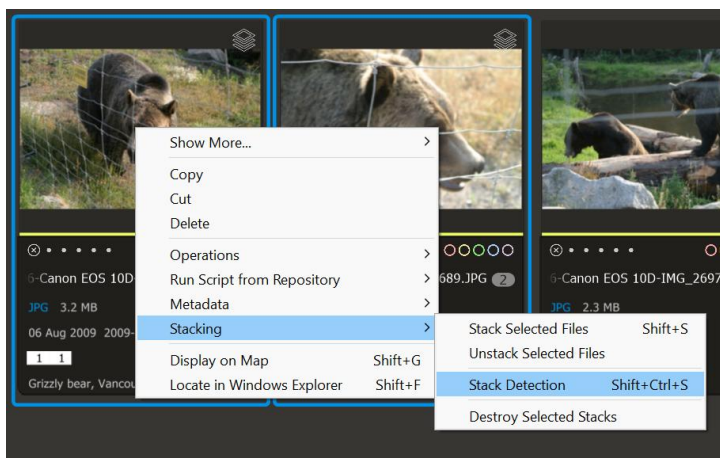 Show More...
Copy
Cut
Delete
Operations
Run Script from Repository
Metadata
Stacking
Display on Map Shift+G
Locate in Windows Explorer Shift+F
Stack Selected Files Shift+S
Unstack Selected Files
Stack Detection Shift+Ctrl+S
Destroy Selected Stacks
6-Canon EOS 10D
JPG 3.2 MB
06 Aug 2009 2009-
1 1
Grizzly bear, Vancou
689.JPG 2
6-Canon EOS 10D-IMG_2697
JPG 2.3 MB